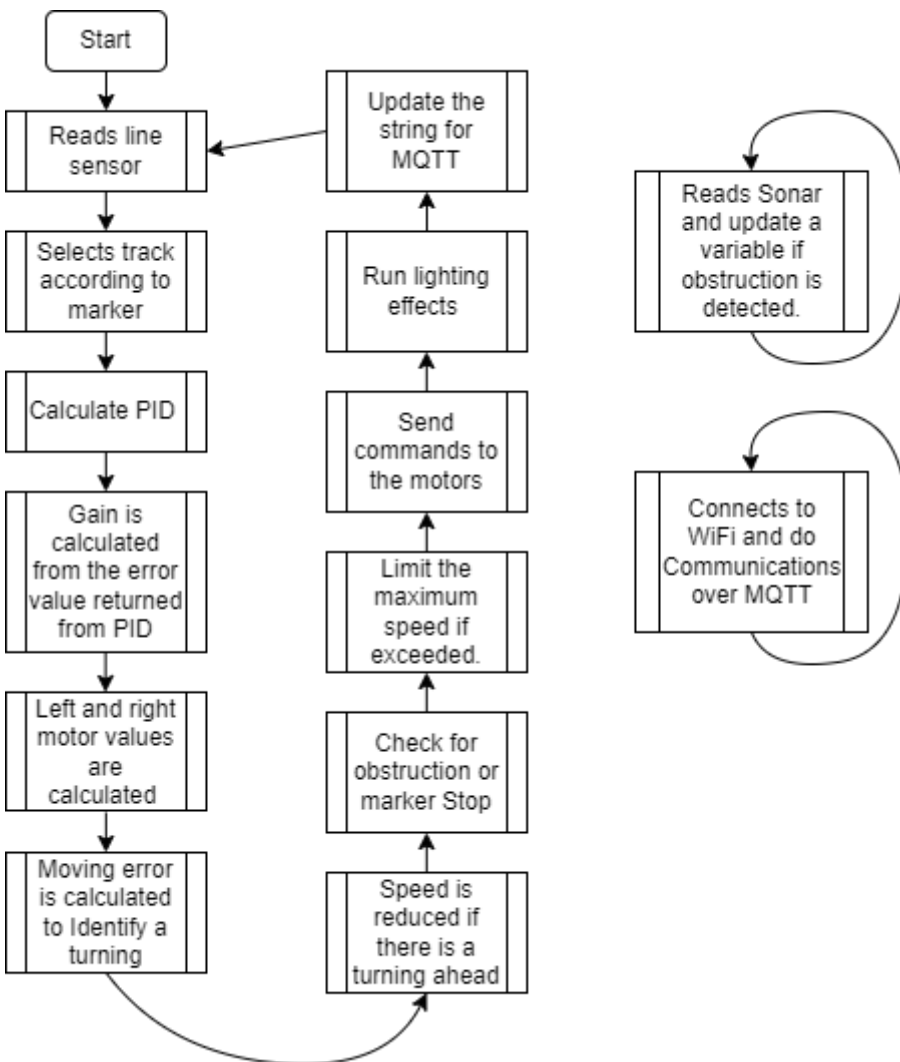 Start
Reads line
sensor
Selects track
according to
marker
Calculate PID
Gain is
calculated
from the error
value returned
from PID
Left and right
motor values
are
calculated
Moving error
is calculated
to Identify a
turning
Speed is
reduced if
there is a
turning ahead
Check for
obstruction or
marker Stop
Limit the
maximum
speed if
exceeded.
Send
commands to
the motors
Run lighting
effects
Update the
string for
MQTT
Reads Sonar
and update a
variable if
obstruction is
detected.
Connects to
WiFi and do
Communications
over MQTT